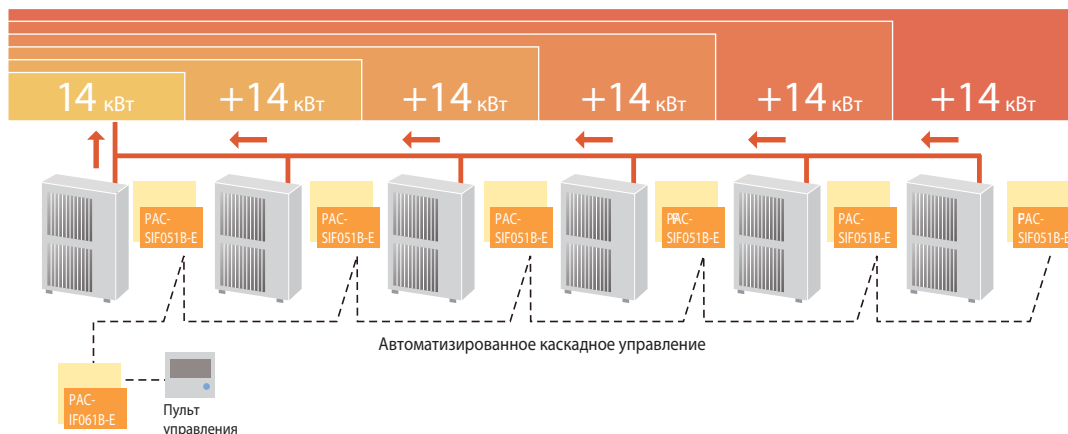 14 кВт
+14 кВт
+14 кВт
+14 кВт
+14 кВт
+14 кВт
PAC-
SIF051B-E
PAC-
SIF051B-E
PAC-
SIF051B-E
PAC-
SIF051B-E
PAC-
SIF051B-E
PAC-
SIF051B-E
Автоматизированное каскадное управление
PAC-
IF061B-E
Пульт
управления